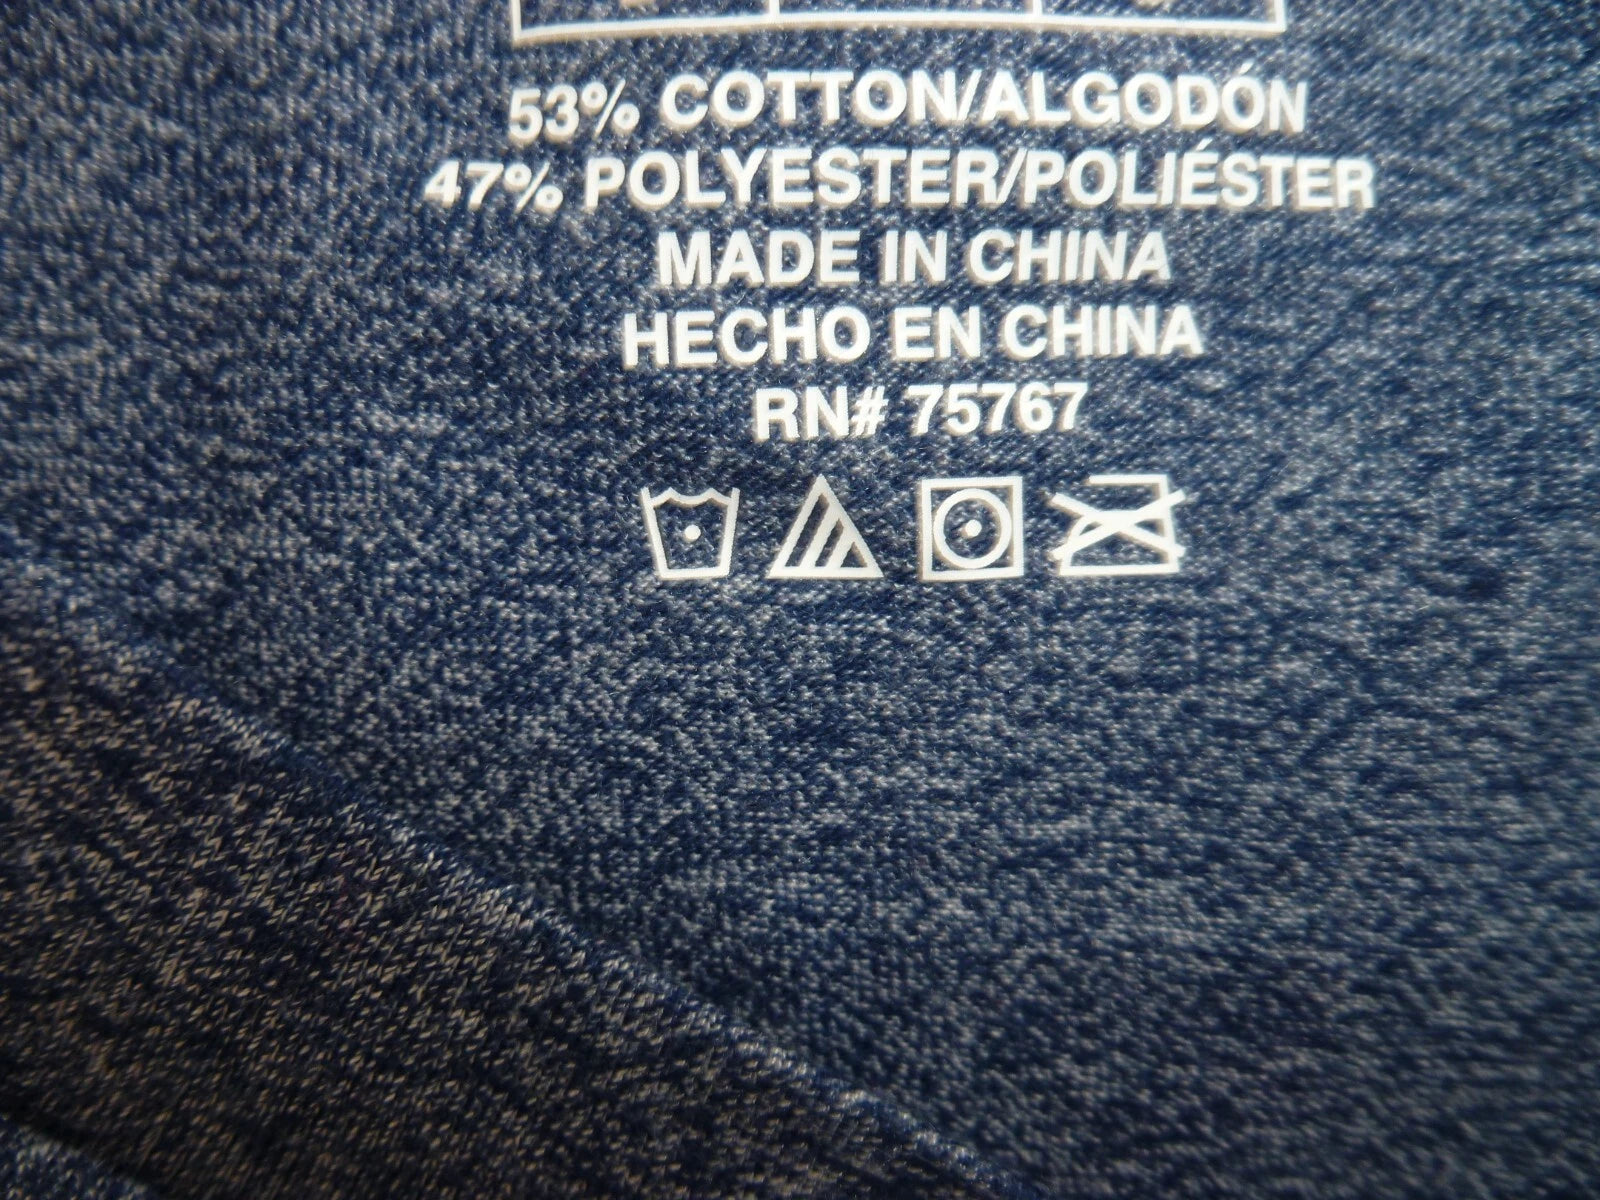 53% COTTON/ALGODÓN
47% POLYESTER/POLIÉSTER
MADE IN CHINA
HECHO EN CHINA
RN# 75767